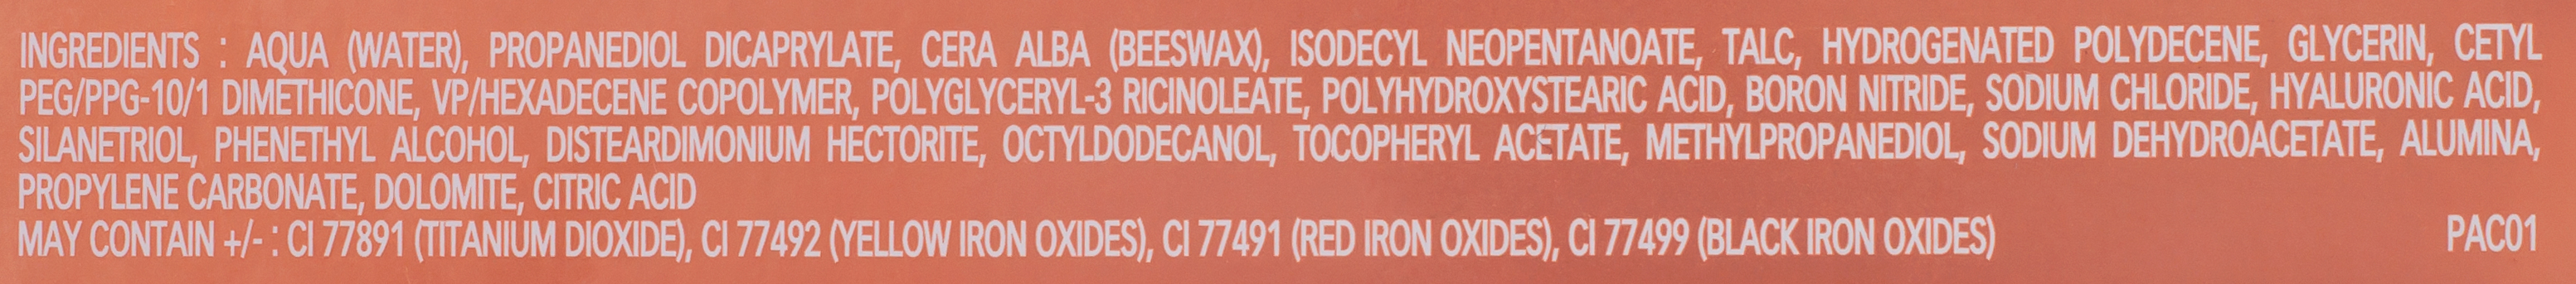 INGREDIENTS : AQUA (WATER), PROPANEDIOL DICAPRYLATE, CERA ALBA (BEESWAX), ISODECYL NEOPENTANOATE, TALC, HYDROGENATED POLYDECENE, GLYCERIN, CETYL
PEG/PPG-10/1 DIMETHICONE, VP/HEXADECENE COPOLYMER, POLYGLYCERYL-3 RICINOLEATE, POLYHYDROXYSTEARIC ACID, BORON NITRIDE, SODIUM CHLORIDE, HYALURONIC ACID,
SILANETRIOL, PHENETHYL ALCOHOL, DISTEARDIMONIUM HECTORITE, OCTYLDODECANOL, TOCOPHERYL ACETATE, METHYLPROPANEDIOL, SODIUM DEHYDROACETATE, ALUMINA,
PROPYLENE CARBONATE, DOLOMITE, CITRIC ACID
MAY CONTAIN +/- : CI 77891 (TITANIUM DIOXIDE), CI 77492 (YELLOW IRON OXIDES), CI 77491 (RED IRON OXIDES), CI 77499 (BLACK IRON OXIDES) PAC01